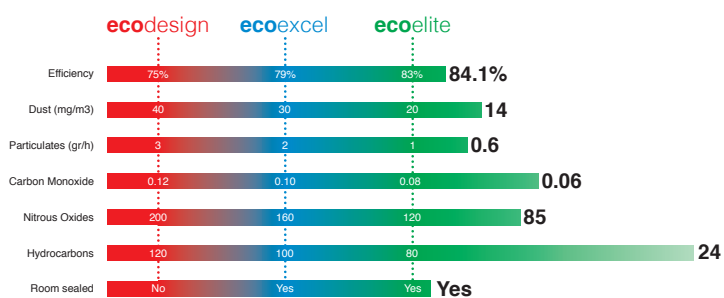 ecodesign ecoexcel ecoelite
Efficiency 75% 79% 83% 84.1%
Dust (mg/m3) 40 30 20 14
Particulates (gr/h) 3 2 1 0.6
Carbon Monoxide 0.12 0.10 0.08 0.06
Nitrous Oxides 200 160 120 85
Hydrocarbons 120 100 80 24
Room sealed No Yes Yes Yes